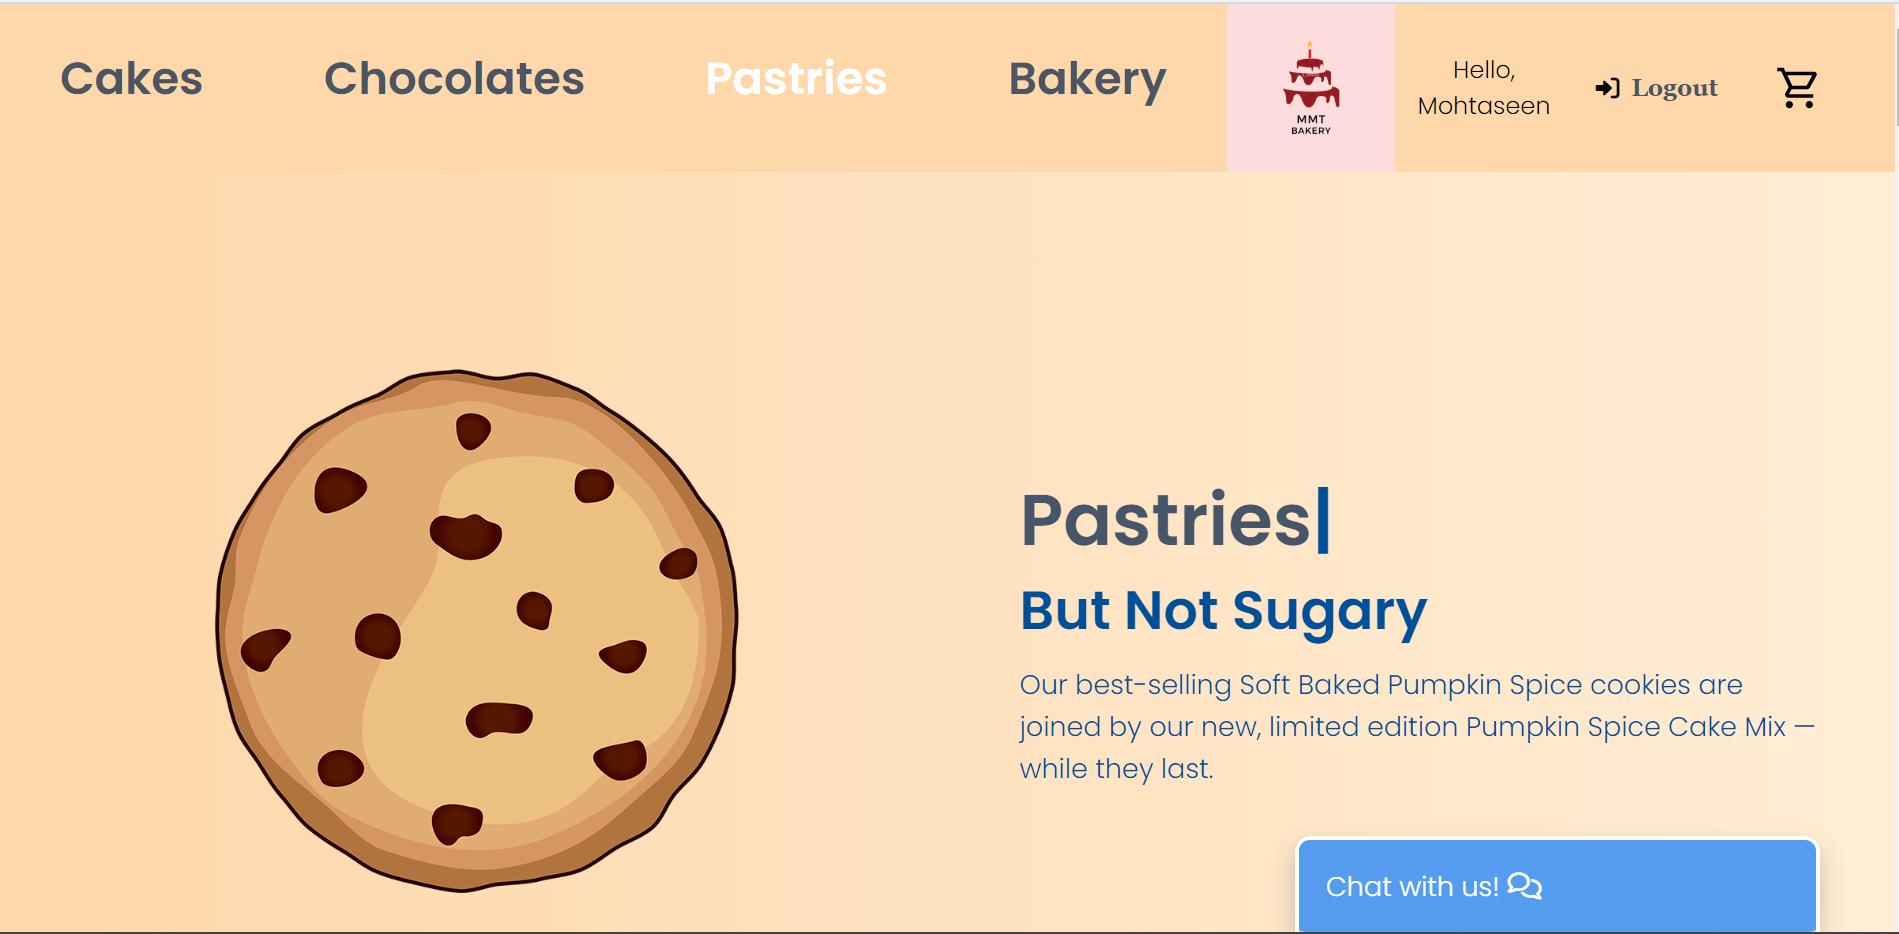 Cakes
Chocolates
Pastries
Bakery
MMT
BAKERY
Hello,
Mohtaseen
Logout
Pastries|
But Not Sugary
Our best-selling Soft Baked Pumpkin Spice cookies are
joined by our new, limited edition Pumpkin Spice Cake Mix —
while they last.
Chat with us!